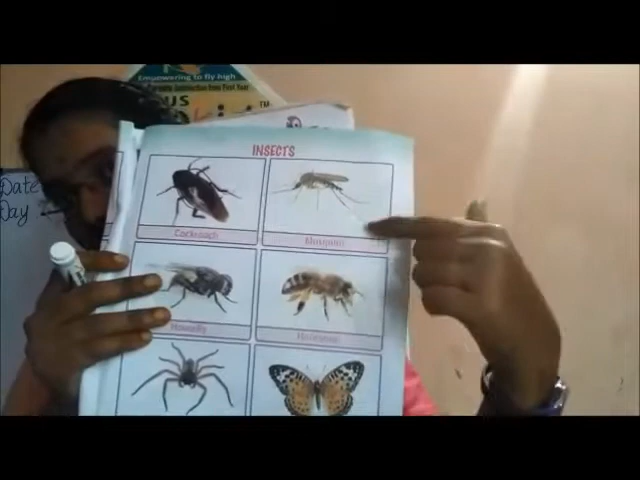 EMPOWERING to fly high
Date
Day
INSECTS
Cockroach
Mosquito
Housefly
Honeybee